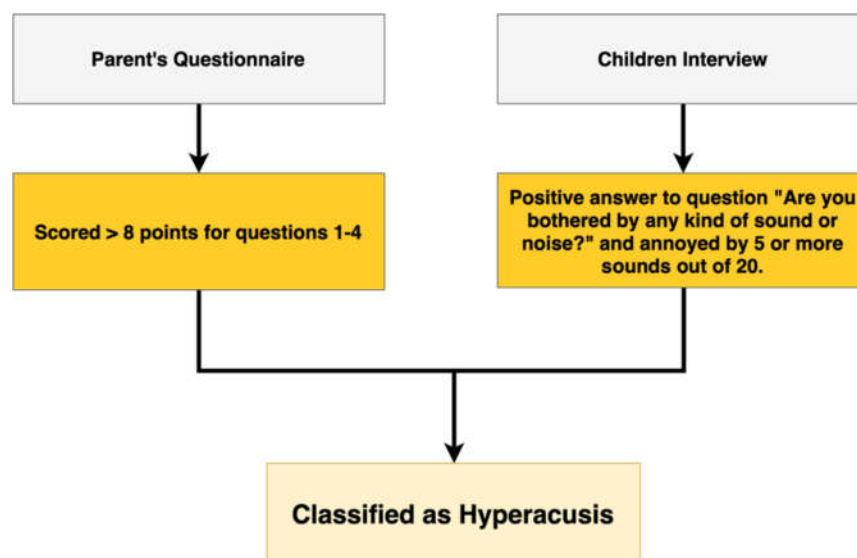 Parent's Questionnaire
Children Interview
Scored > 8 points for questions 1-4
Positive answer to question "Are you
bothered by any kind of sound or
noise?" and annoyed by 5 or more
sounds out of 20.
Classified as Hyperacusis